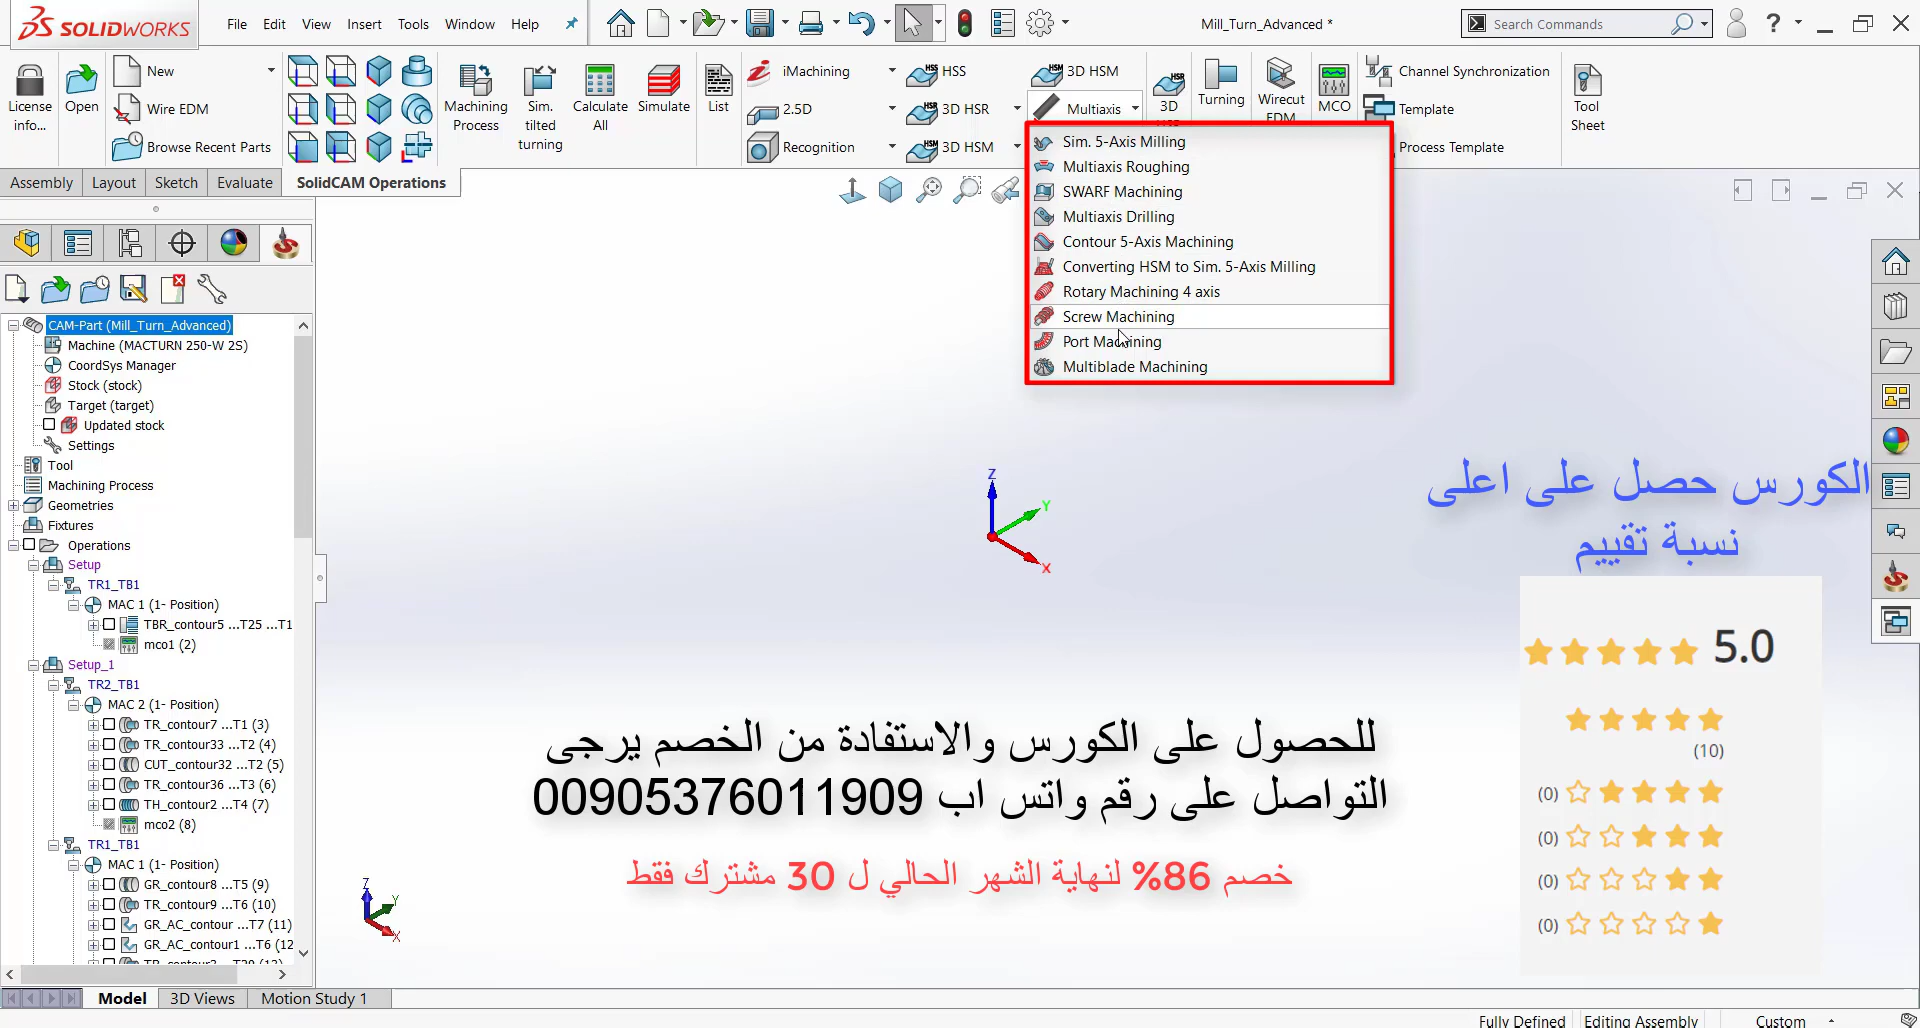 SOLIDWORKS
File Edit View Insert Tools Window Help
Mill_Turn_Advanced *
Search Commands
License info...
Open
New
Wire EDM
Browse Recent Parts
Machining Process
Sim. tilted turning
Calculate All
Simulate
List
iMachining
2.5D
Recognition
HSS
3D HSR
3D HSM
3D HSM
Multiaxis
3D
Turning
Wirecut EDM
MCO
Channel Synchronization
Template
Process Template
Tool Sheet
Assembly Layout Sketch Evaluate SolidCAM Operations
Sim. 5-Axis Milling
Multiaxis Roughing
SWARF Machining
Multiaxis Drilling
Contour 5-Axis Machining
Converting HSM to Sim. 5-Axis Milling
Rotary Machining 4 axis
Screw Machining
Port Machining
Multiblade Machining
CAM-Part (Mill_Turn_Advanced)
Machine (MACTURN 250-W 2S)
CoordSys Manager
Stock (stock)
Target (target)
Updated stock
Settings
Tool
Machining Process
Geometries
Fixtures
Operations
Setup
TR1_TB1
MAC 1 (1- Position)
TBR_contour5 ...T25 ...T1
mco1 (2)
Setup_1
TR2_TB1
MAC 2 (1- Position)
TR_contour7 ...T1 (3)
TR_contour33 ...T2 (4)
CUT_contour32 ...T2 (5)
TR_contour36 ...T3 (6)
TH_contour2 ...T4 (7)
mco2 (8)
TR1_TB1
MAC 1 (1- Position)
GR_contour8 ...T5 (9)
TR_contour9 ...T6 (10)
GR_AC_contour ...T7 (11)
GR_AC_contour1 ...T6 (12
Z
Y
X
Z
Y
X
الكورس حصل على اعلى
نسبة تقييم
5.0
(10)
(0)
(0)
(0)
(0)
للحصول على الكورس والاستفادة من الخصم يرجى
التواصل على رقم واتس اب 00905376011909
خصم 86% لنهاية الشهر الحالي ل 30 مشترك فقط
Model 3D Views Motion Study 1
Fully Defined Editing Assembly Custom